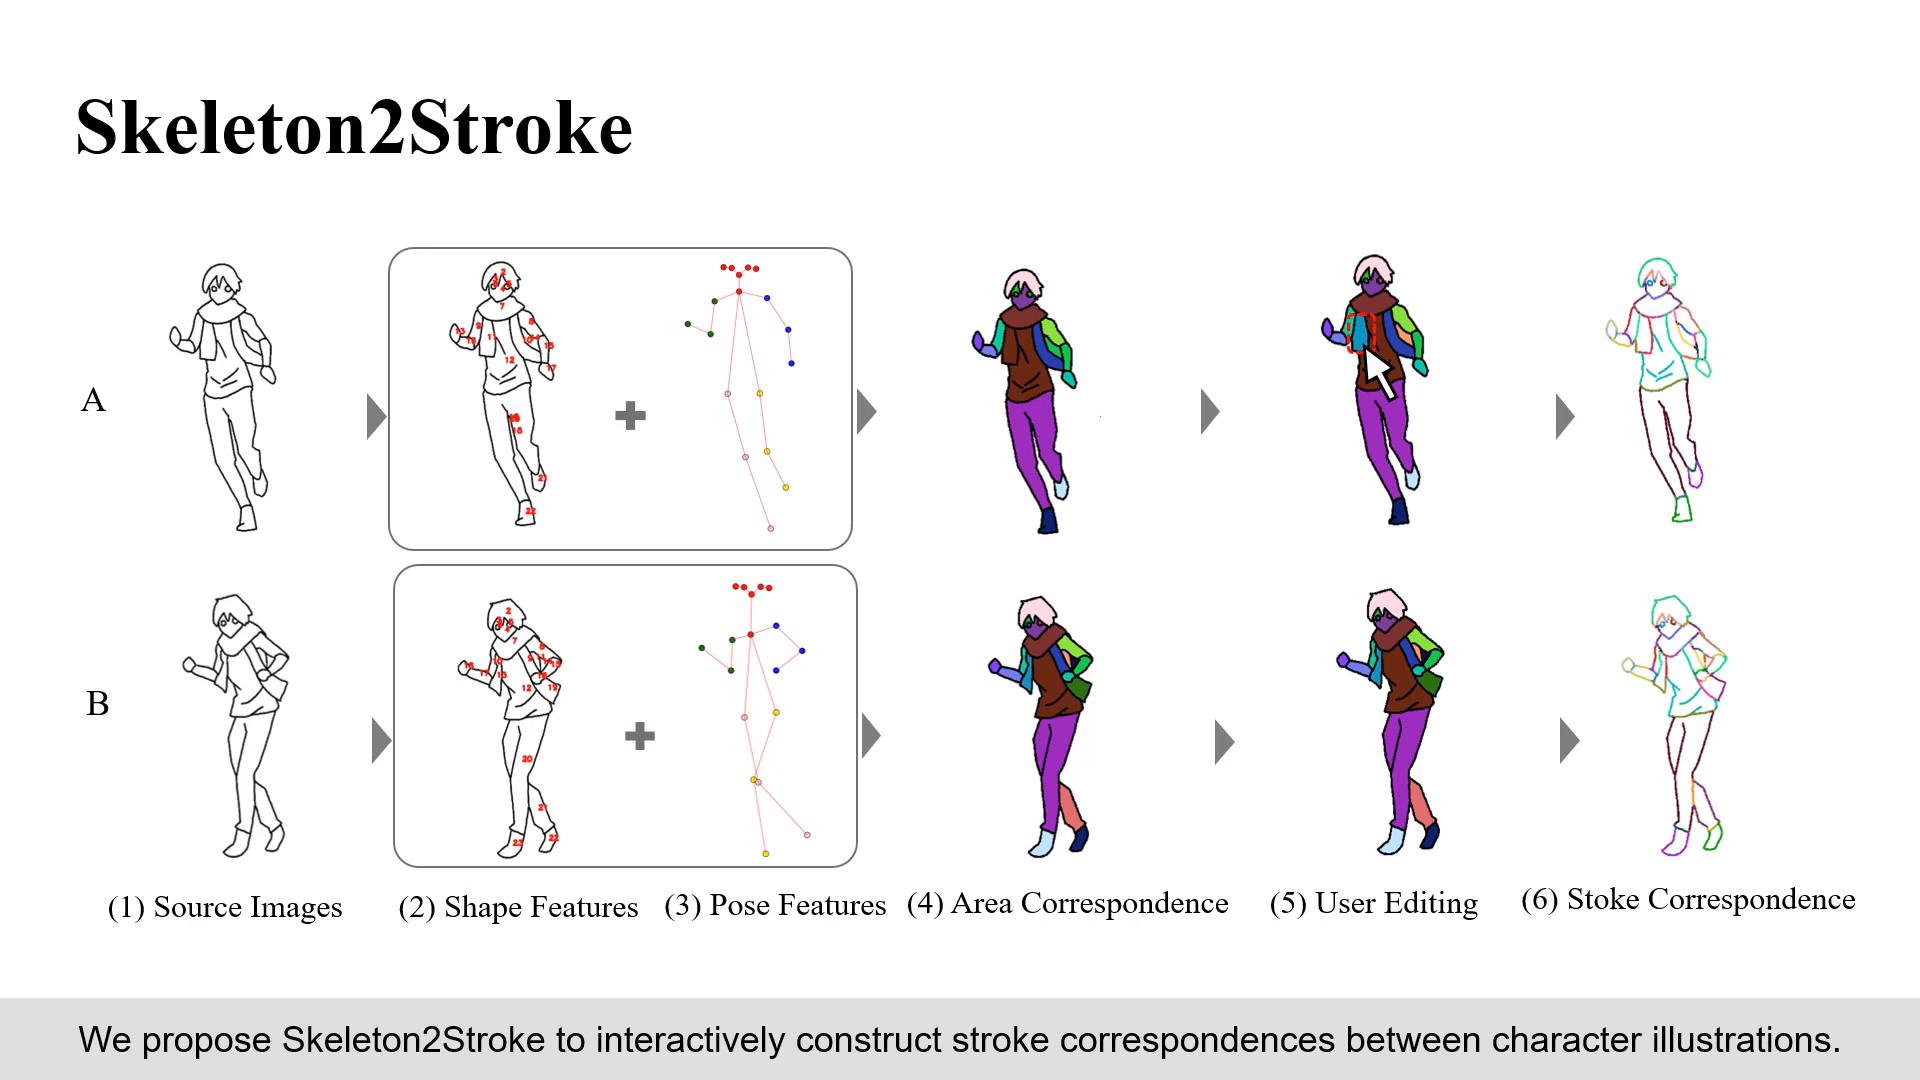 Skeleton2Stroke
A
B
(1) Source Images
(2) Shape Features
(3) Pose Features
(4) Area Correspondence
(5) User Editing
(6) Stoke Correspondence
We propose Skeleton2Stroke to interactively construct stroke correspondences between character illustrations.